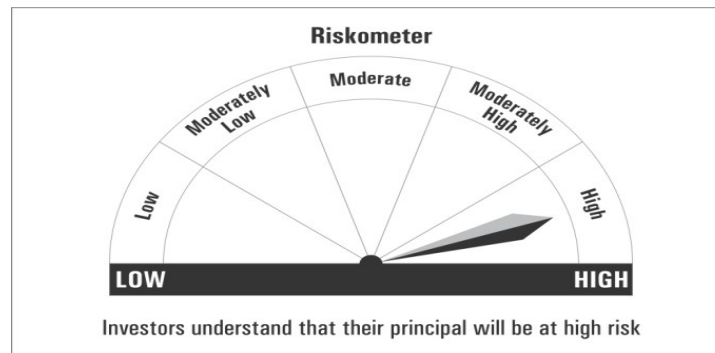 Riskometer
Low
Moderately
Low
Moderate
Moderately
High
High
LOW
HIGH
Investors understand that their principal will be at high risk